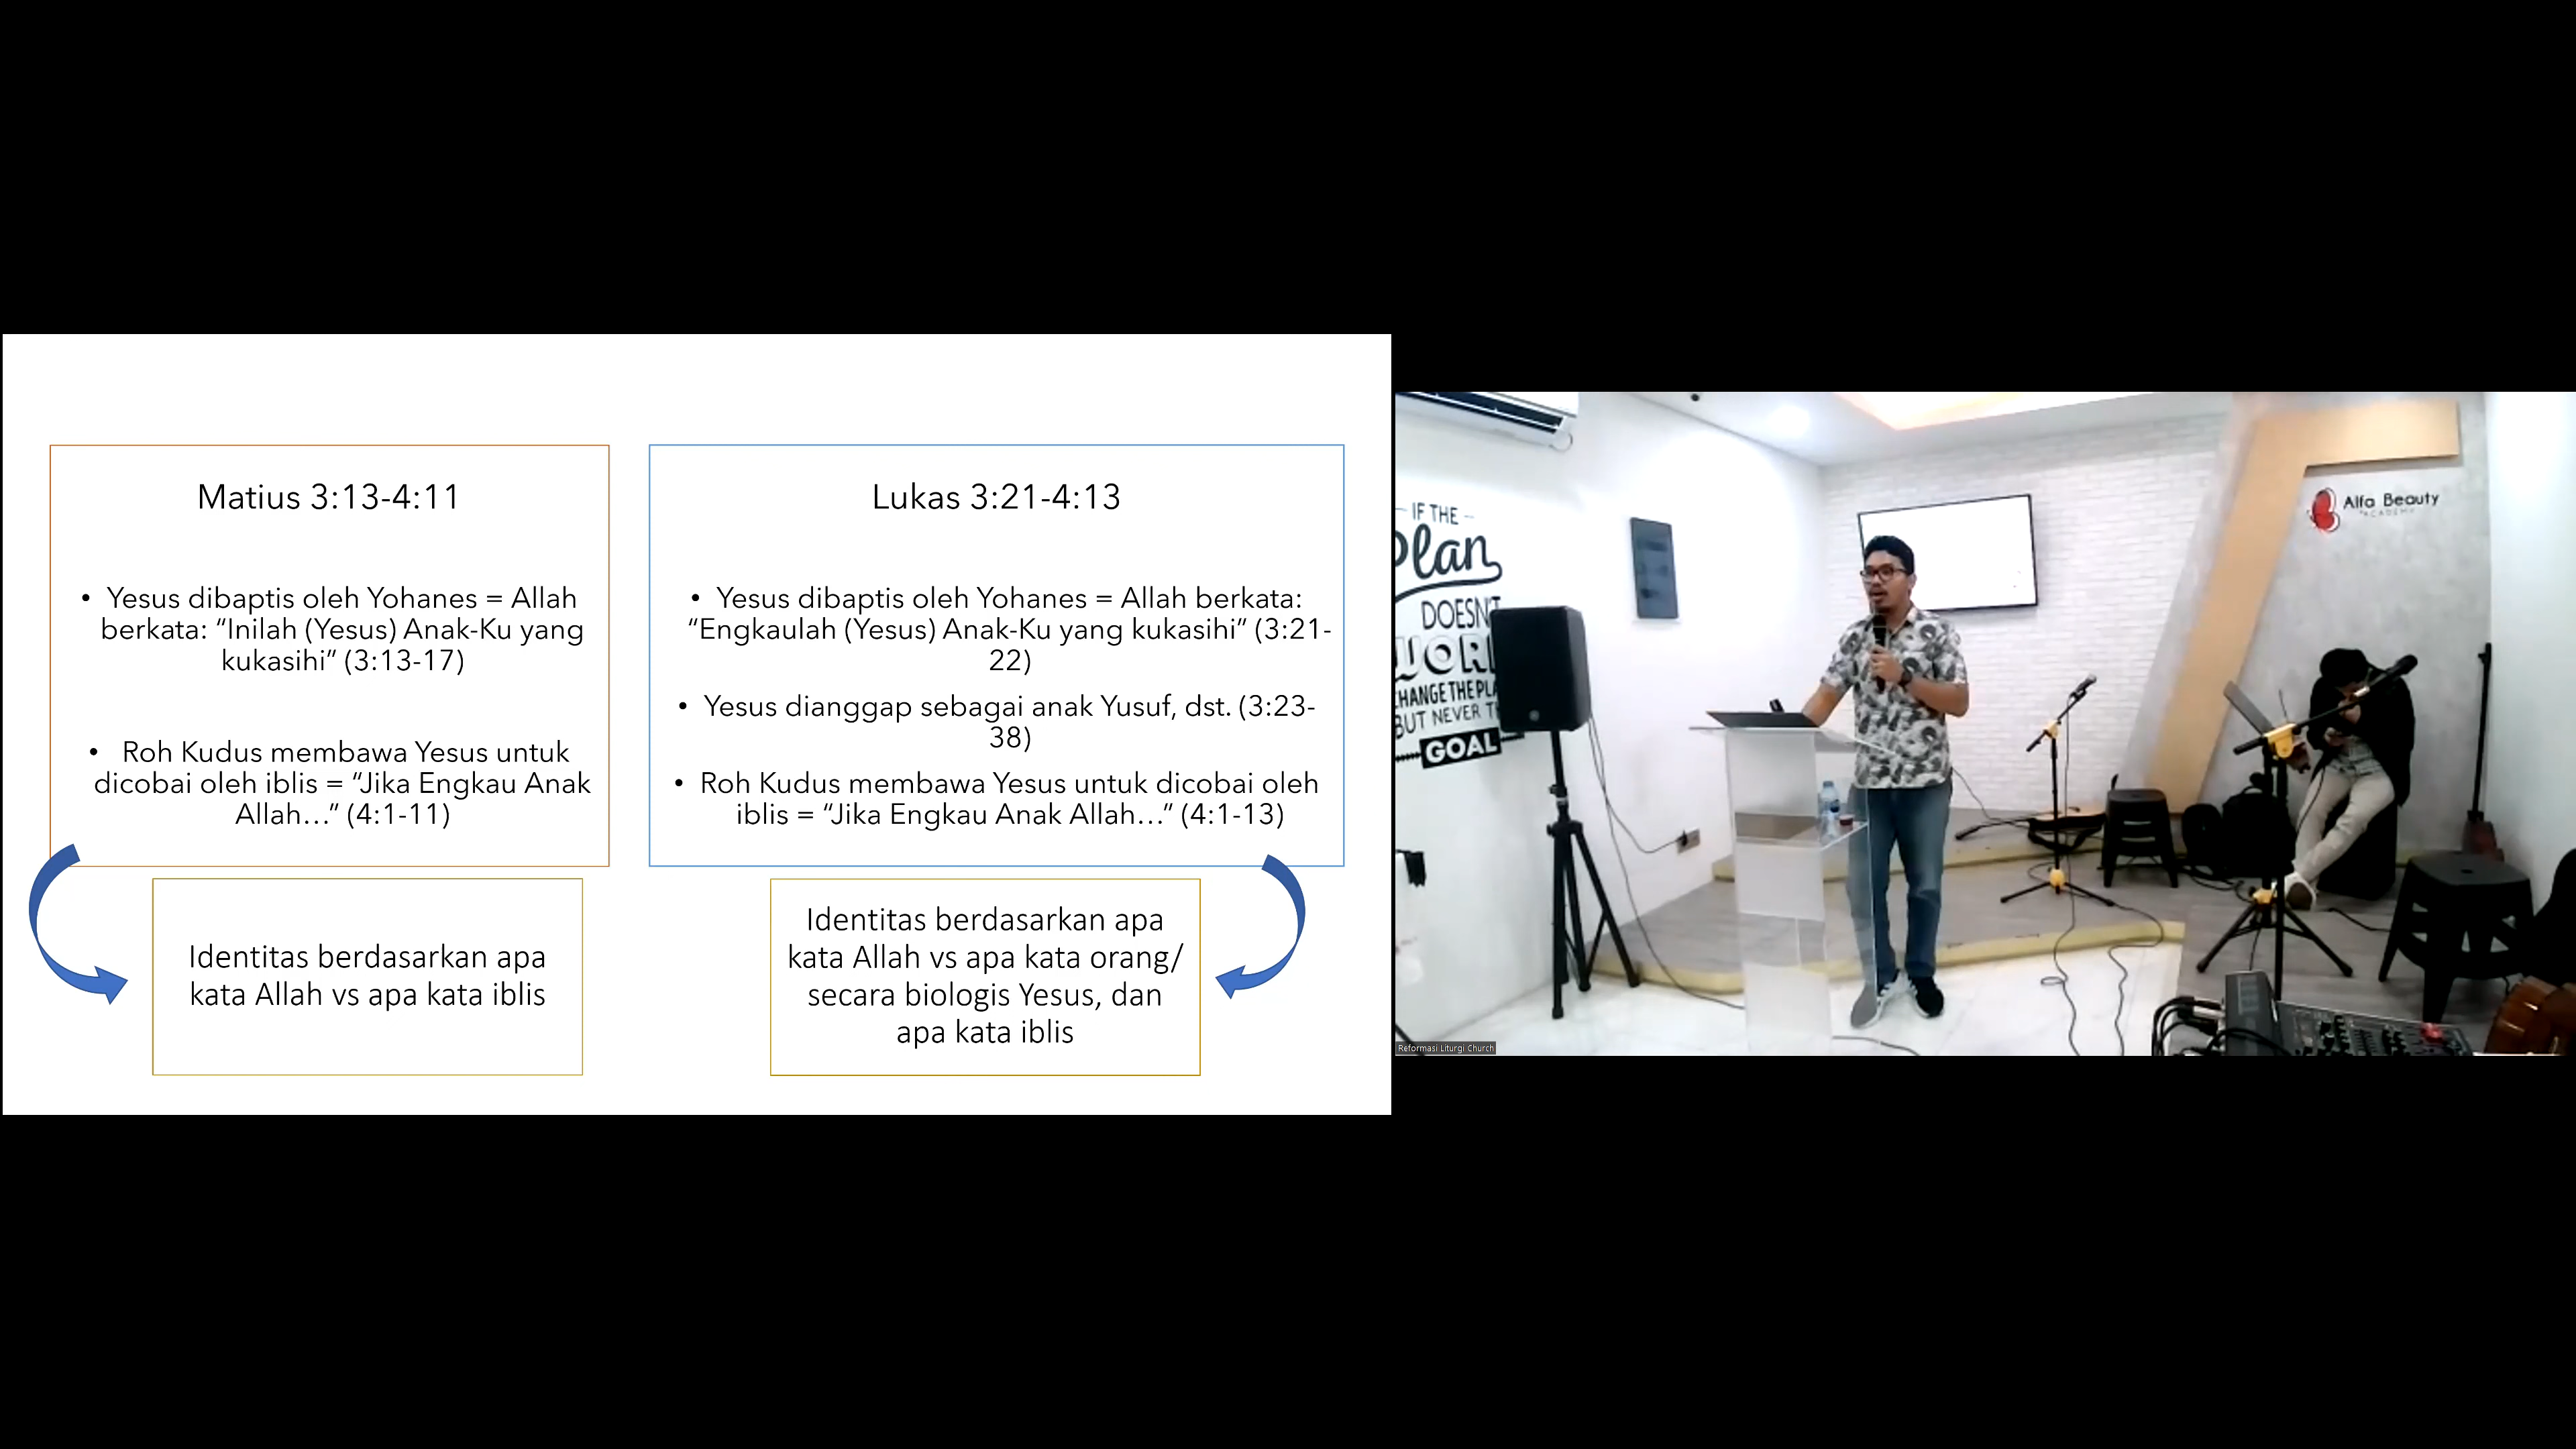 Matius 3:13-4:11
• Yesus dibaptis oleh Yohanes = Allah
berkata: “Inilah (Yesus) Anak-Ku yang
kukasihi” (3:13-17)
• Roh Kudus membawa Yesus untuk
dicobai oleh iblis = “Jika Engkau Anak
Allah…” (4:1-11)
Identitas berdasarkan apa
kata Allah vs apa kata iblis
Lukas 3:21-4:13
• Yesus dibaptis oleh Yohanes = Allah berkata:
“Engkaulah (Yesus) Anak-Ku yang kukasihi” (3:21-
22)
• Yesus dianggap sebagai anak Yusuf, dst. (3:23-
38)
• Roh Kudus membawa Yesus untuk dicobai oleh
iblis = “Jika Engkau Anak Allah…” (4:1-13)
Identitas berdasarkan apa
kata Allah vs apa kata orang/
secara biologis Yesus, dan
apa kata iblis
IF THE
Plan
DOESN'T
WORK
CHANGE THE PLA
BUT NEVER T
GOAL
Alfa Beauty
ACADEMY
Reformasi Liturgi Church